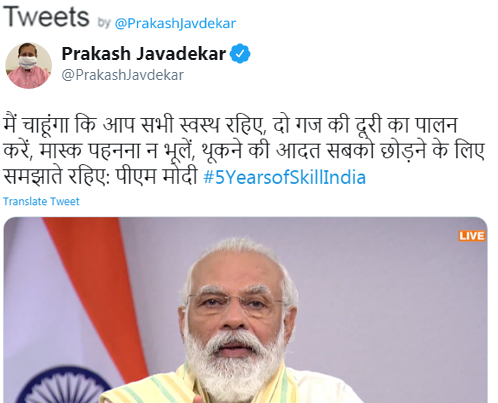 Tweets by @PrakashJavdekar
Prakash Javadekar
@PrakashJavdekar
मैं चाहूंगा कि आप सभी स्वस्थ रहिए, दो गज की दूरी का पालन
करें, मास्क पहनना न भूलें, थूकने की आदत सबको छोड़ने के लिए
समझाते रहिए: पीएम मोदी #5YearsofSkillIndia
Translate Tweet
LIVE